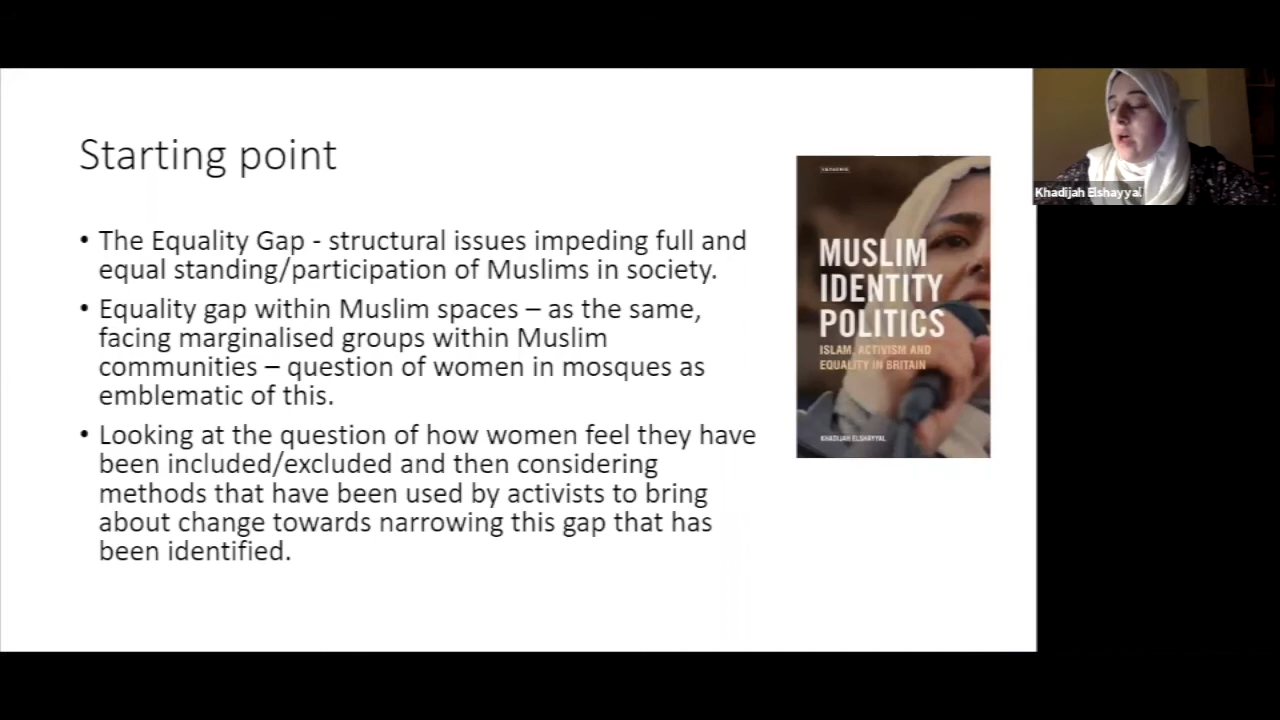 Starting point
• The Equality Gap - structural issues impeding full and
equal standing/participation of Muslims in society.
• Equality gap within Muslim spaces – as the same,
facing marginalised groups within Muslim
communities – question of women in mosques as
emblematic of this.
• Looking at the question of how women feel they have
been included/excluded and then considering
methods that have been used by activists to bring
about change towards narrowing this gap that has
been identified.
MUSLIM
IDENTITY
POLITICS
ISLAM, ACTIVISM AND
EQUALITY IN BRITAIN
KHADIJAH ELSHAYYAL
Khadijah Elshayyal